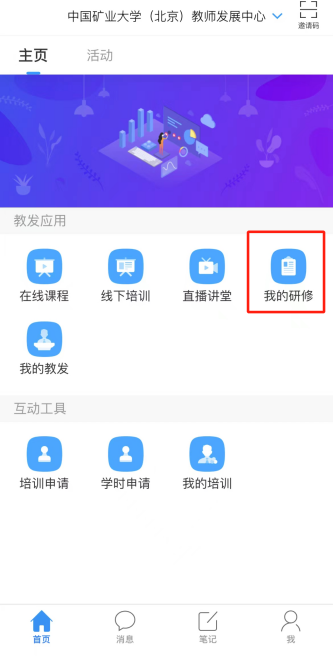 中国矿业大学（北京）教师发展中心
邀请码
主页 活动
教发应用
在线课程 线下培训 直播讲堂 我的研修
我的教发
互动工具
培训申请 学时申请 我的培训
首页 消息 笔记 我